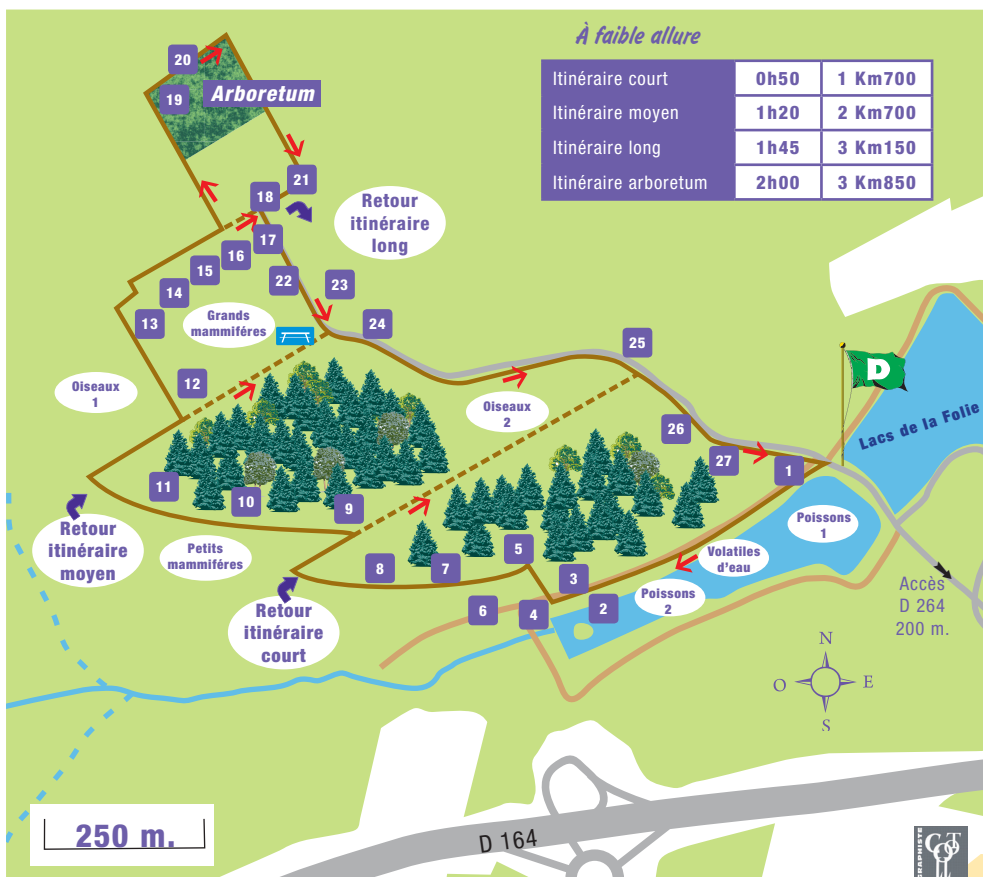 À faible allure
Itinéraire court 0h50 1 Km700
Itinéraire moyen 1h20 2 Km700
Itinéraire long 1h45 3 Km150
Itinéraire arboretum 2h00 3 Km850
20
19
Arboretum
21
18
Retour
itinéraire
long
17
16
15
22
23
14
13
Grands
mammiféres
24
25
12
Oiseaux
1
Oiseaux
2
D
Lacs de la Folie
26
27
1
11
10
9
Retour
itinéraire
moyen
Petits
mammiféres
Poissons
1
5
8
7
3
Volatiles
d'eau
Poissons
2
6
4
2
Retour
itinéraire
court
Accès
D 264
200 m.
N
O
E
S
250 m.
D 164